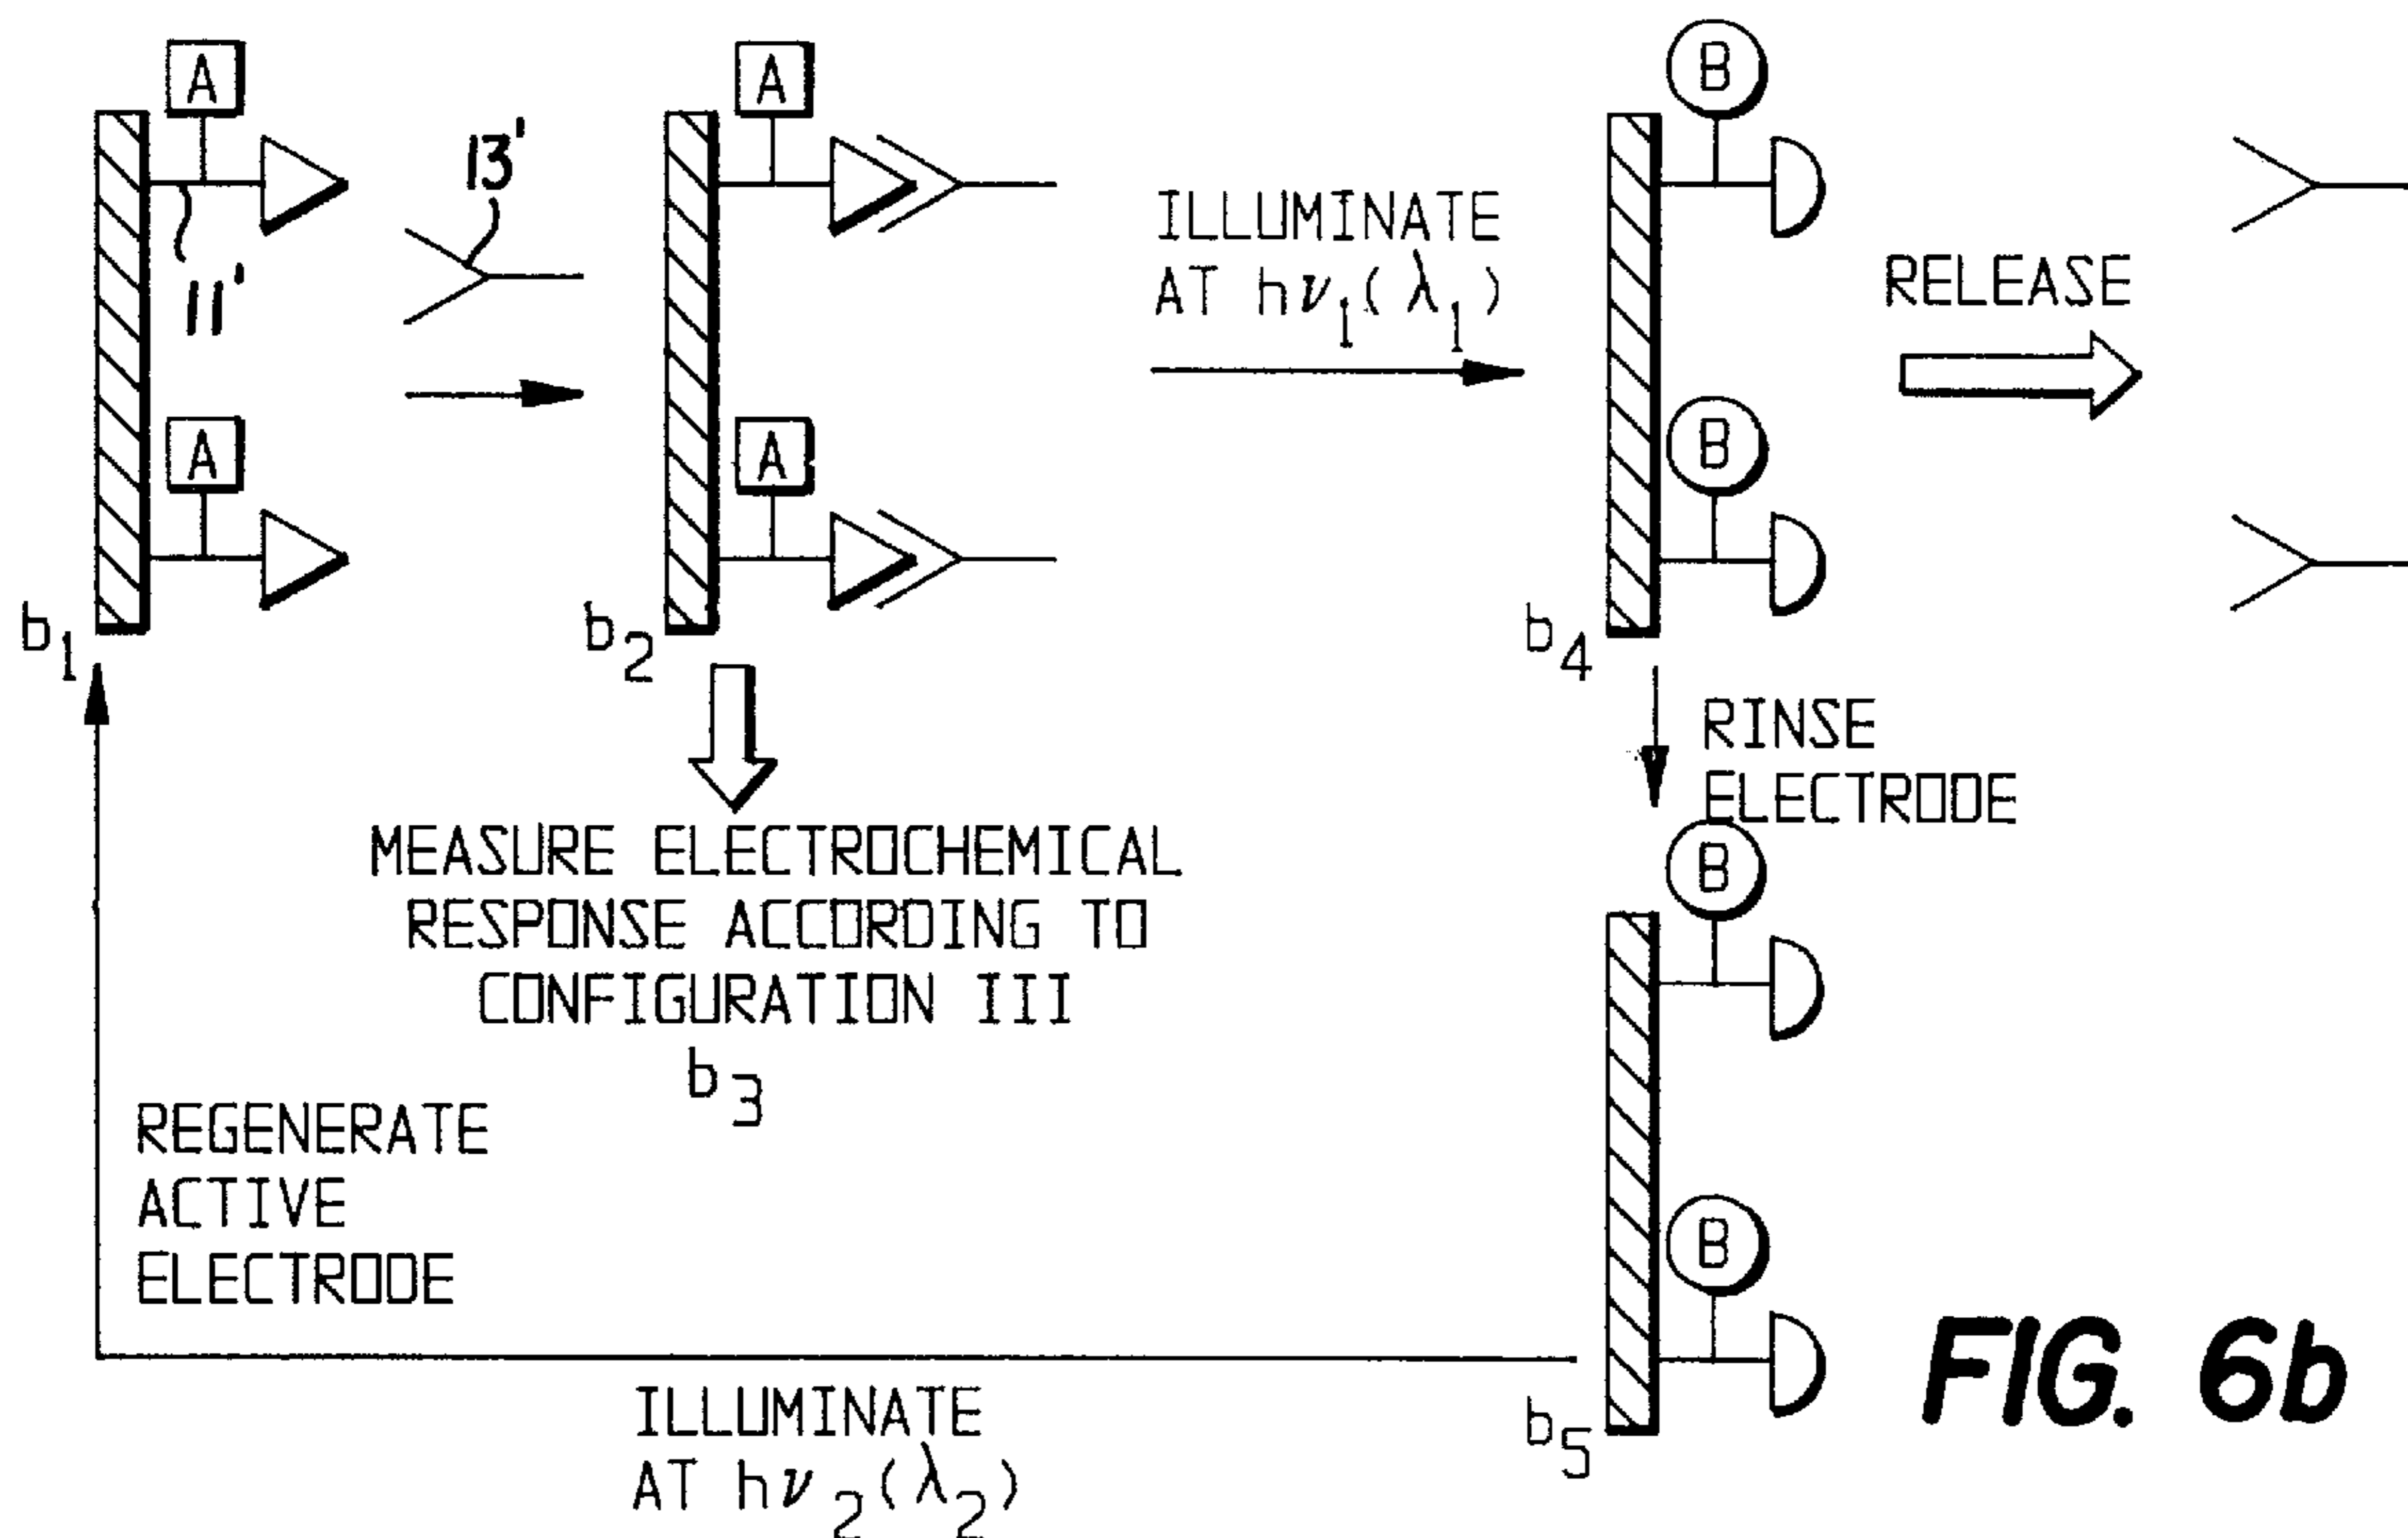 A
A
11'
b1
13'
A
A
b2
ILLUMINATE
AT hν1(λ1)
B
B
b4
RELEASE
MEASURE ELECTROCHEMICAL
RESPONSE ACCORDING TO
CONFIGURATION III
b3
RINSE
ELECTRODE
B
B
b5
REGENERATE
ACTIVE
ELECTRODE
ILLUMINATE
AT hν2(λ2)
FIG. 6b